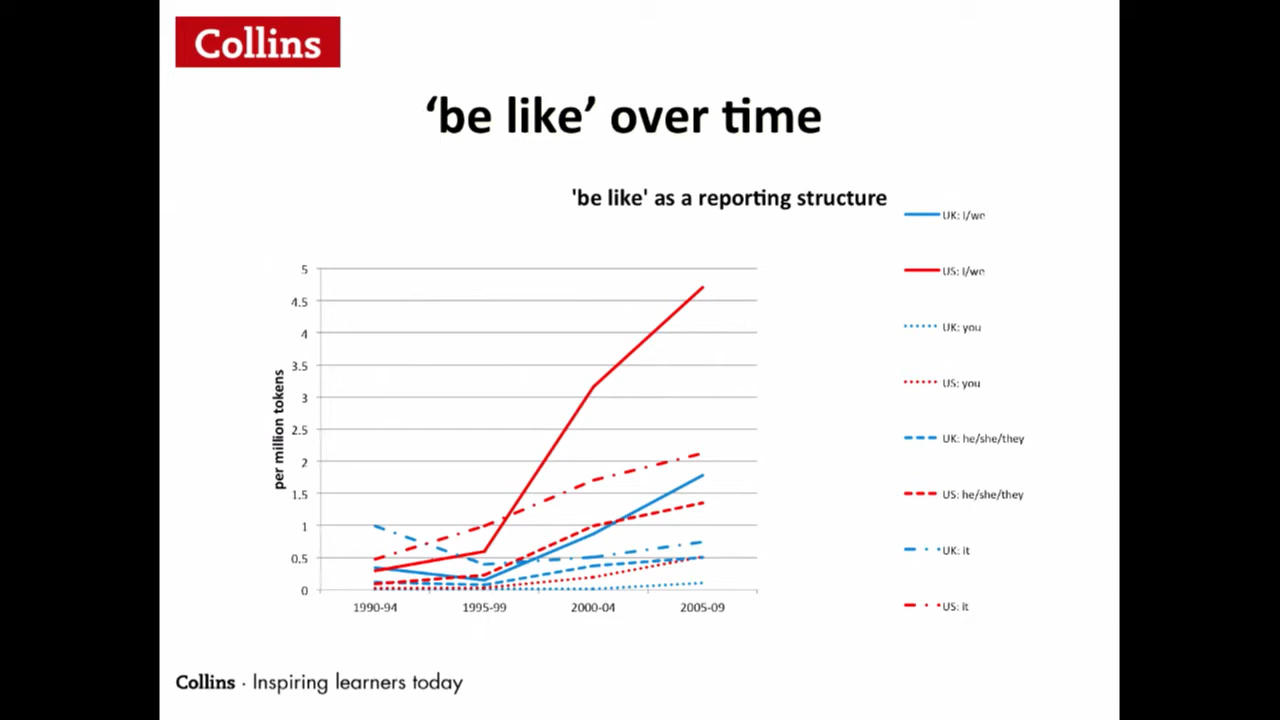 Collins
‘be like’ over time
'be like' as a reporting structure
UK: I/we
US: I/we
UK: you
US: you
UK: he/she/they
US: he/she/they
UK: it
US: it
per million tokens
5
4.5
4
3.5
3
2.5
2
1.5
1
0.5
0
1990-94 1995-99 2000-04 2005-09
Collins · Inspiring learners today